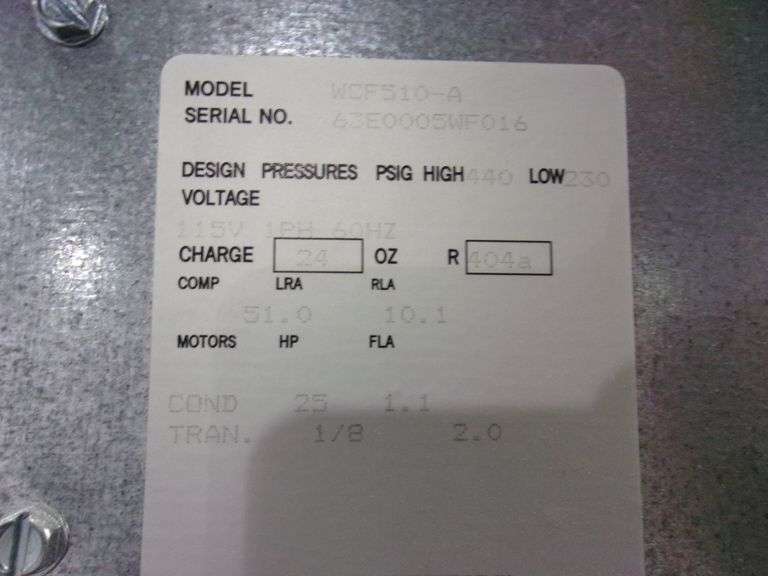 MODEL WCF510-A
SERIAL NO. 63E0005WF016
DESIGN PRESSURES PSIG HIGH 440 LOW 230
VOLTAGE
115V 1PH 60HZ
CHARGE 24 OZ R 404a
COMP LRA RLA
51.0 10.1
MOTORS HP FLA
COND 25 1.1
TRAN. 1/8 2.0